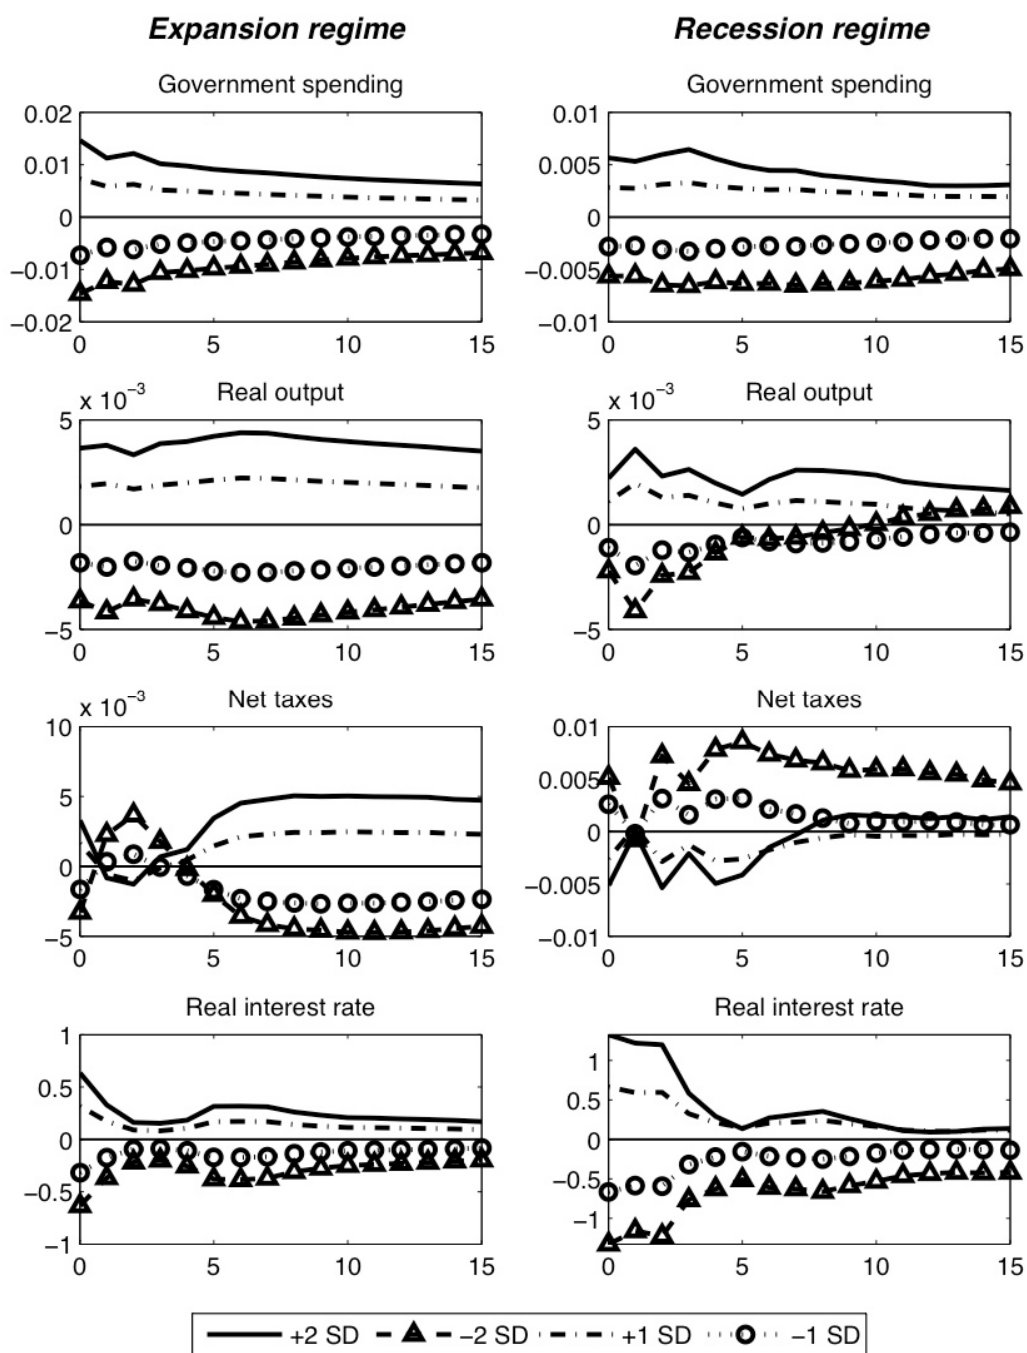 Expansion regime Recession regime
Government spending Government spending
0.02 0.01
0.01 0.005
0 0
−0.01 −0.005
−0.02 −0.01
0 5 10 15 0 5 10 15
x 10⁻³ Real output x 10⁻³ Real output
5 5
0 0
−5 −5
0 5 10 15 0 5 10 15
x 10⁻³ Net taxes Net taxes
10 0.01
5 0.005
0 0
−0.005
−5 −0.01
0 5 10 15 0 5 10 15
Real interest rate Real interest rate
1 1
0.5 0.5
0 0
−0.5 −0.5
−1 −1
0 5 10 15 0 5 10 15
+2 SD −2 SD +1 SD −1 SD